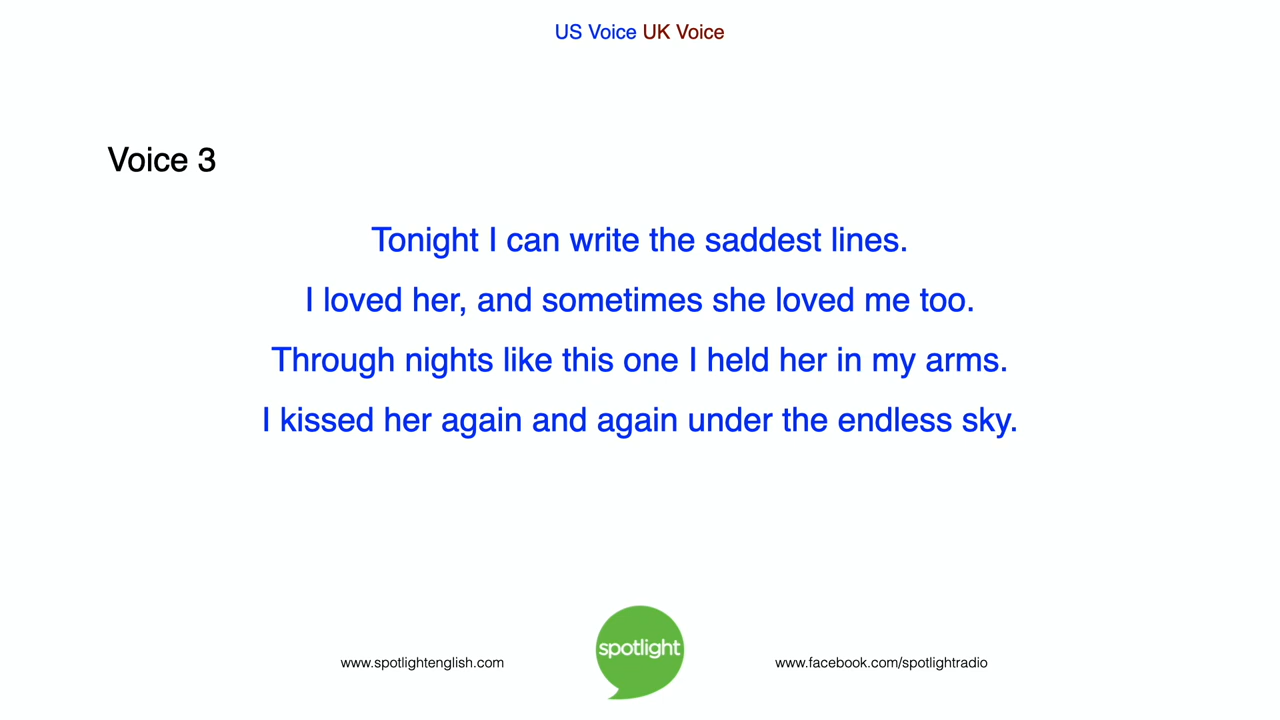 US Voice UK Voice
Voice 3
Tonight I can write the saddest lines.
I loved her, and sometimes she loved me too.
Through nights like this one I held her in my arms.
I kissed her again and again under the endless sky.
www.spotlightenglish.com
spotlight
www.facebook.com/spotlightradio